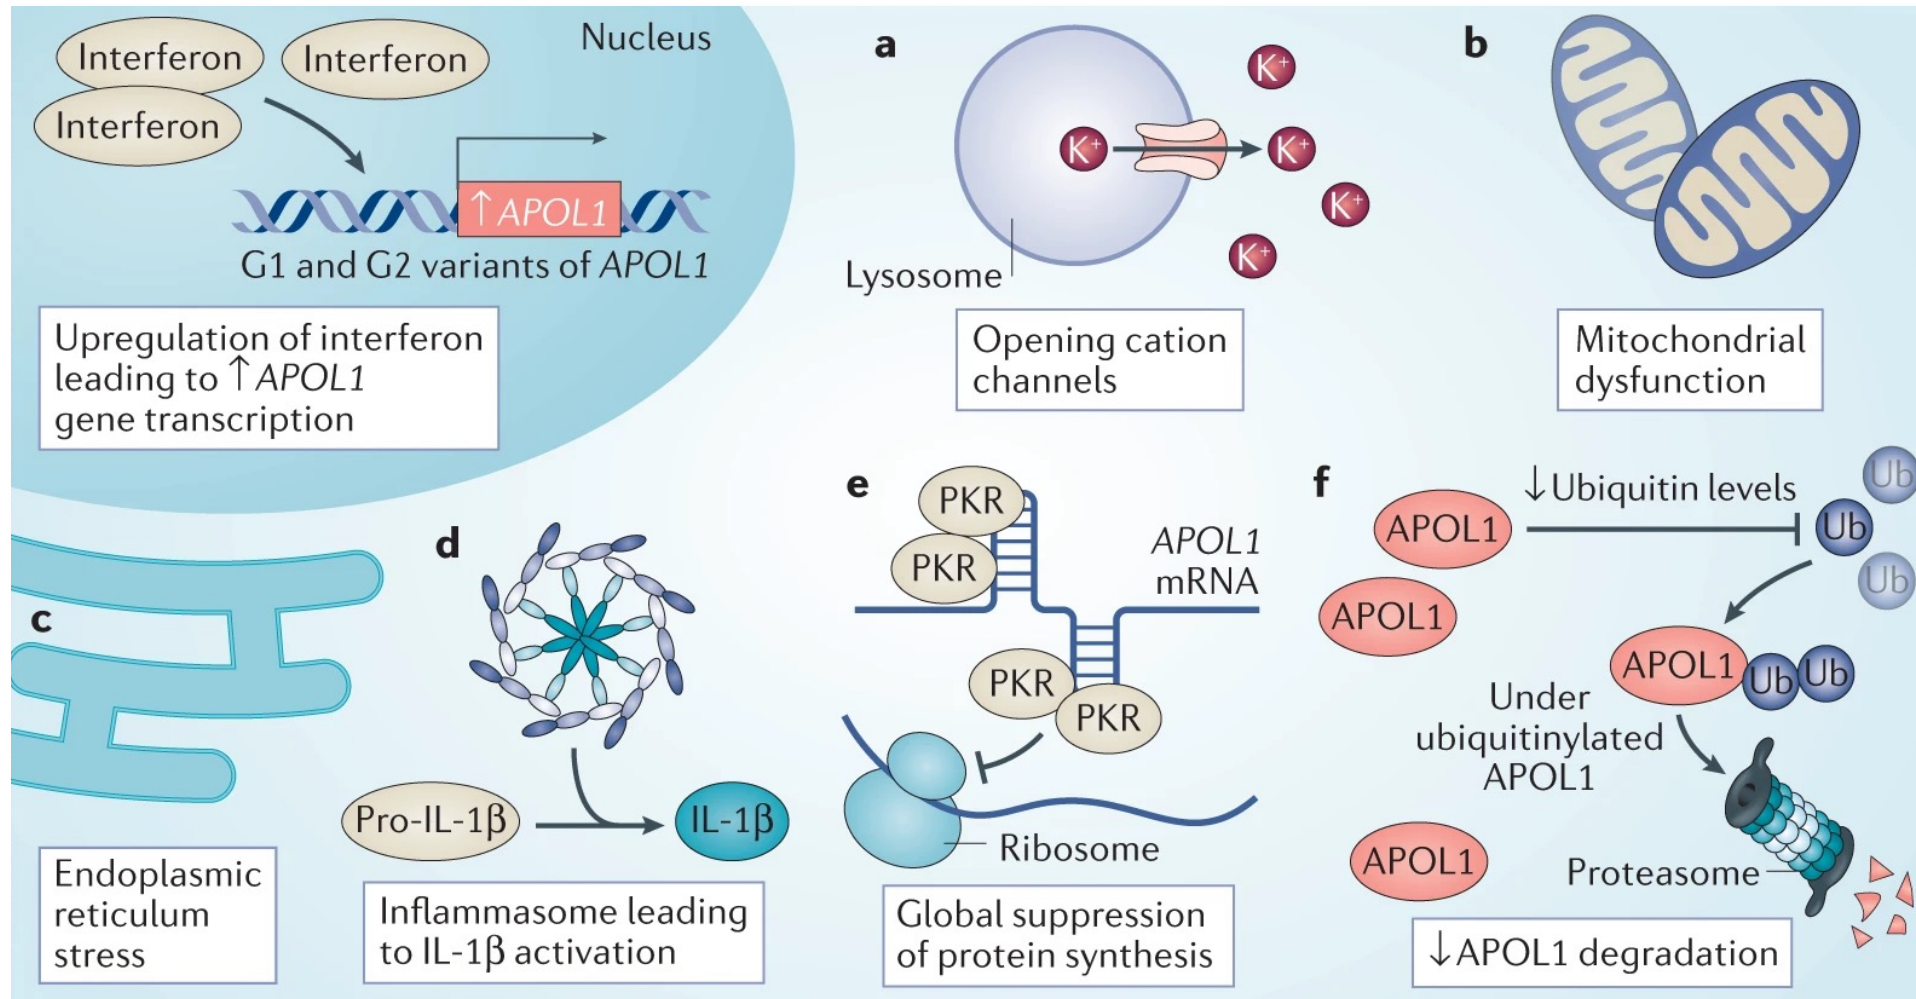 Interferon
Interferon
Interferon
Nucleus
↑ APOL1
G1 and G2 variants of APOL1
Upregulation of interferon
leading to ↑ APOL1
gene transcription
a
K+
K+
K+
K+
K+
Lysosome
Opening cation
channels
b
Mitochondrial
dysfunction
c
Endoplasmic
reticulum
stress
d
Pro-IL-1β
IL-1β
Inflammasome leading
to IL-1β activation
e
PKR
PKR
APOL1
mRNA
PKR
PKR
Ribosome
Global suppression
of protein synthesis
f
↓Ubiquitin levels
Ub
APOL1
Ub
Ub
APOL1
APOL1
Ub
Ub
Under
ubiquitinylated
APOL1
APOL1
Proteasome
↓APOL1 degradation